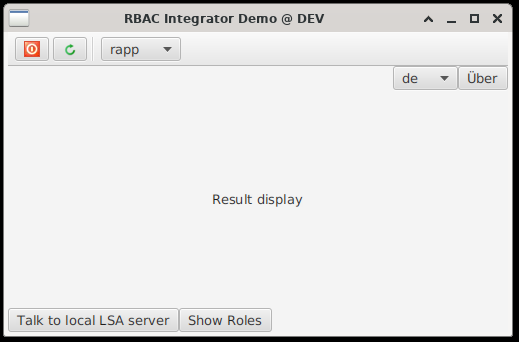 RBAC Integrator Demo @ DEV
rapp
de Über
Result display
Talk to local LSA server Show Roles